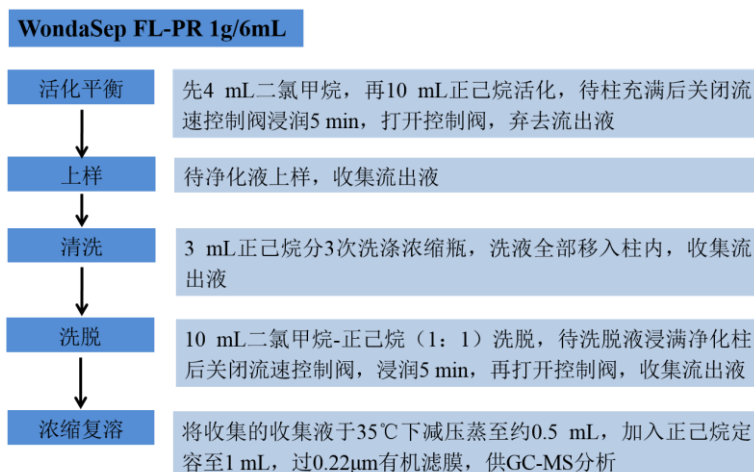 WondaSep FL-PR 1g/6mL
活化平衡
先4 mL二氯甲烷，再10 mL正己烷活化，待柱充满后关闭流
速控制阀浸润5 min，打开控制阀，弃去流出液
上样
待净化液上样，收集流出液
清洗
3 mL正己烷分3次洗涤浓缩瓶，洗液全部移入柱内，收集流
出液
洗脱
10 mL二氯甲烷-正己烷（1：1）洗脱，待洗脱液浸满净化柱
后关闭流速控制阀，浸润5 min，再打开控制阀，收集流出液
浓缩复溶
将收集的收集液于35℃下减压蒸至约0.5 mL，加入正己烷定
容至1 mL，过0.22μm有机滤膜，供GC-MS分析